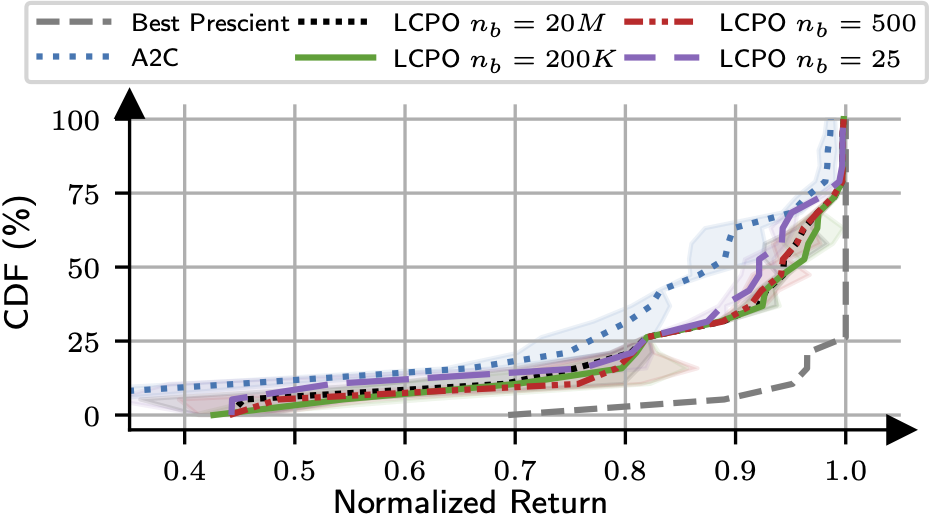 Best Prescient LCPO n_b = 20M LCPO n_b = 500
A2C LCPO n_b = 200K LCPO n_b = 25
100
75
50
25
0
CDF (%)
0.4 0.5 0.6 0.7 0.8 0.9 1.0
Normalized Return